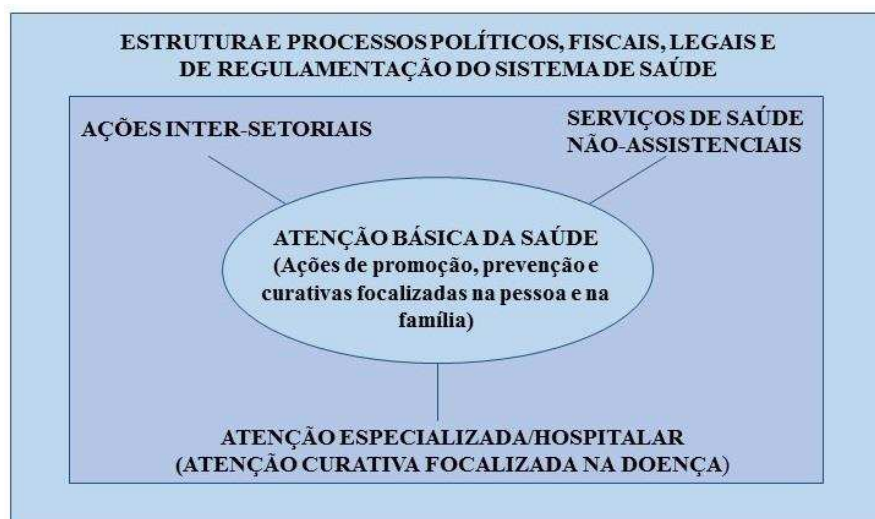 ESTRUTURA E PROCESSOS POLÍTICOS, FISCAIS, LEGAIS E
DE REGULAMENTAÇÃO DO SISTEMA DE SAÚDE
AÇÕES INTER-SETORIAIS
SERVIÇOS DE SAÚDE
NÃO-ASSISTENCIAIS
ATENÇÃO BÁSICA DA SAÚDE
(Ações de promoção, prevenção e
curativas focalizadas na pessoa e na
família)
ATENÇÃO ESPECIALIZADA/HOSPITALAR
(ATENÇÃO CURATIVA FOCALIZADA NA DOENÇA)